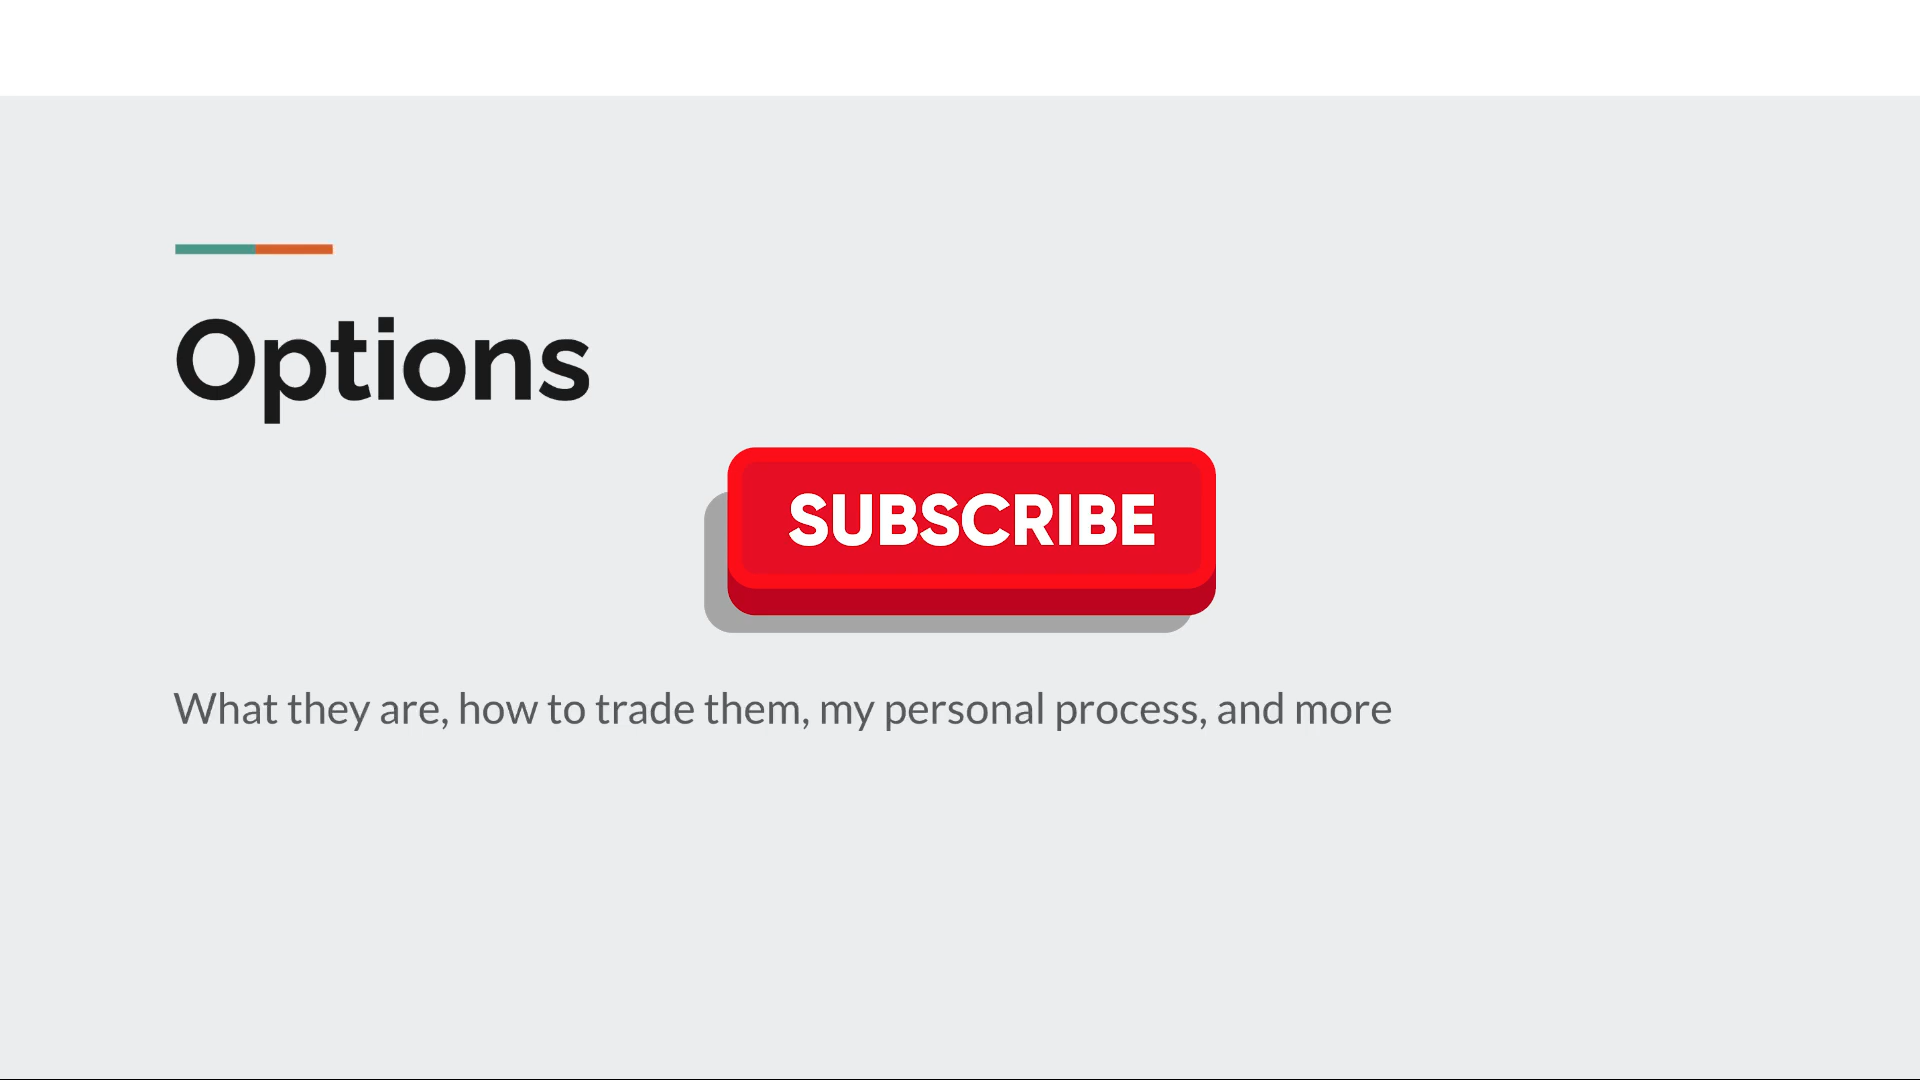 Options
SUBSCRIBE
What they are, how to trade them, my personal process, and more